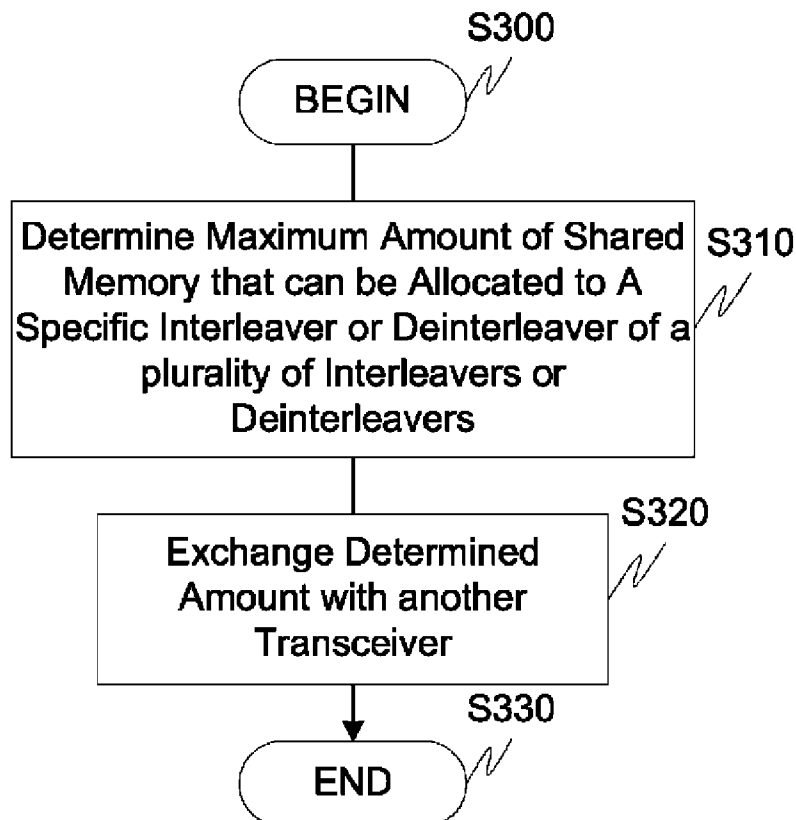 S300
BEGIN
Determine Maximum Amount of Shared
Memory that can be Allocated to A
Specific Interleaver or Deinterleaver of a
plurality of Interleavers or
Deinterleavers
S310
Exchange Determined
Amount with another
Transceiver
S320
S330
END